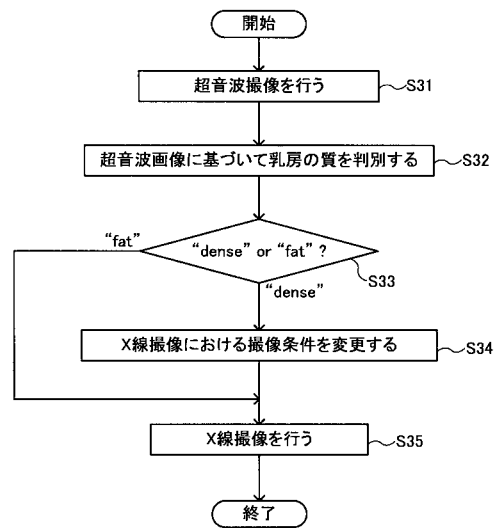 開始
超音波撮像を行う
S31
超音波画像に基づいて乳房の質を判別する
S32
“fat”
“dense” or “fat” ?
S33
“dense”
X線撮像における撮像条件を変更する
S34
X線撮像を行う
S35
終了